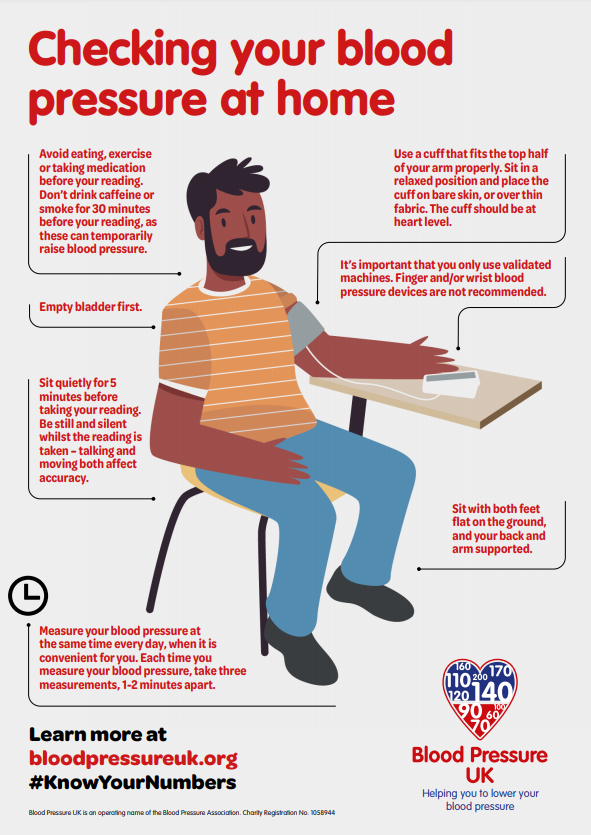 Checking your blood
pressure at home
Avoid eating, exercise
or taking medication
before your reading.
Don't drink caffeine or
smoke for 30 minutes
before your reading, as
these can temporarily
raise blood pressure.
Use a cuff that fits the top half
of your arm properly. Sit in a
relaxed position and place the
cuff on bare skin, or over thin
fabric. The cuff should be at
heart level.
It's important that you only use validated
machines. Finger and/or wrist blood
pressure devices are not recommended.
Empty bladder first.
Sit quietly for 5
minutes before
taking your reading.
Be still and silent
whilst the reading is
taken – talking and
moving both affect
accuracy.
Sit with both feet
flat on the ground,
and your back and
arm supported.
Measure your blood pressure at
the same time every day, when it is
convenient for you. Each time you
measure your blood pressure, take three
measurements, 1-2 minutes apart.
Learn more at
bloodpressureuk.org
#KnowYourNumbers
160 200 170
110 140
120
90 60 100
70
Blood Pressure
UK
Helping you to lower your
blood pressure
Blood Pressure UK is an operating name of the Blood Pressure Association. Charity Registration No. 1058944